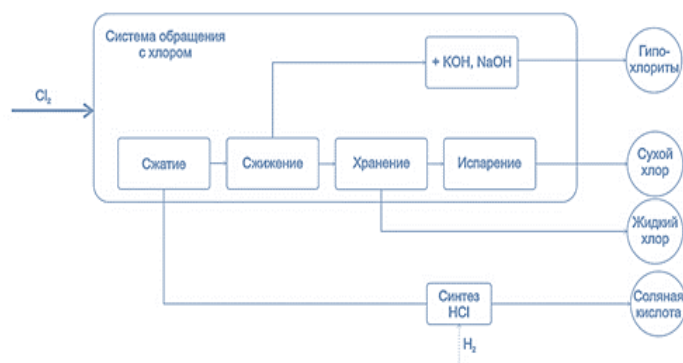 Система обращения
с хлором
+ KOH, NaOH
Гипо-
хлориты
Cl₂
Сжатие
Сжижение
Хранение
Испарение
Сухой
хлор
Жидкий
хлор
Синтез
HCl
Соляная
кислота
H₂